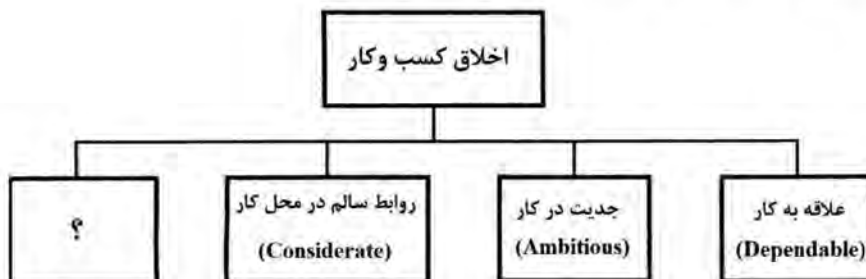 اخلاق کسب وکار
علاقه به کار
(Dependable)
جدیت در کار
(Ambitious)
روابط سالم در محل کار
(Considerate)
؟